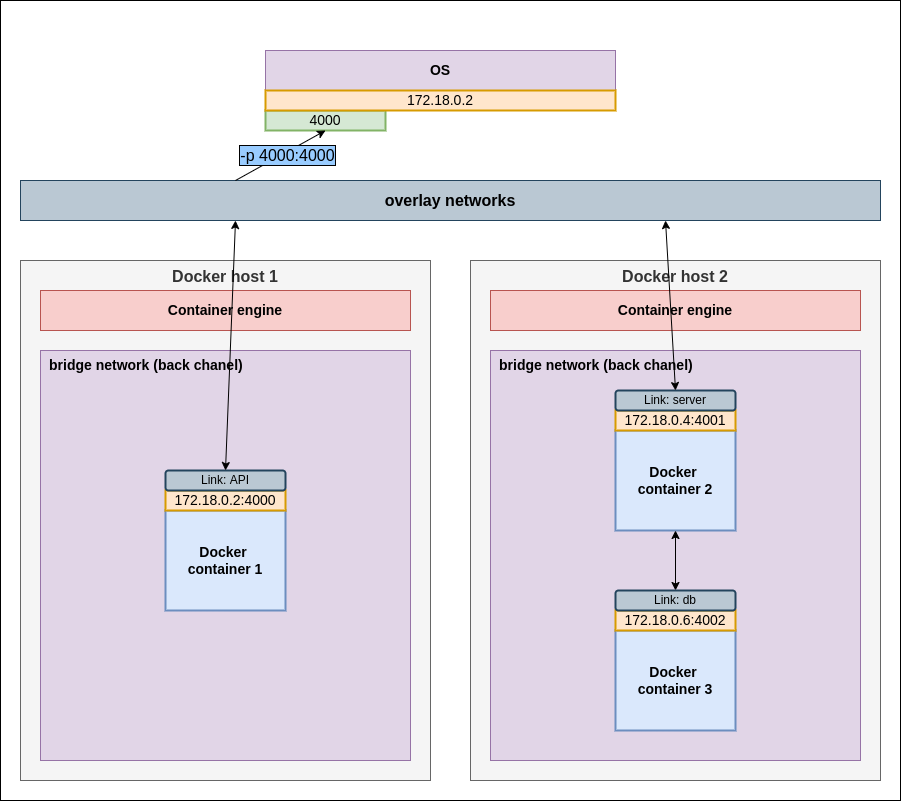 OS
172.18.0.2
4000
-p 4000:4000
overlay networks
Docker host 1
Container engine
bridge network (back chanel)
Link: API
172.18.0.2:4000
Docker
container 1
Docker host 2
Container engine
bridge network (back chanel)
Link: server
172.18.0.4:4001
Docker
container 2
Link: db
172.18.0.6:4002
Docker
container 3